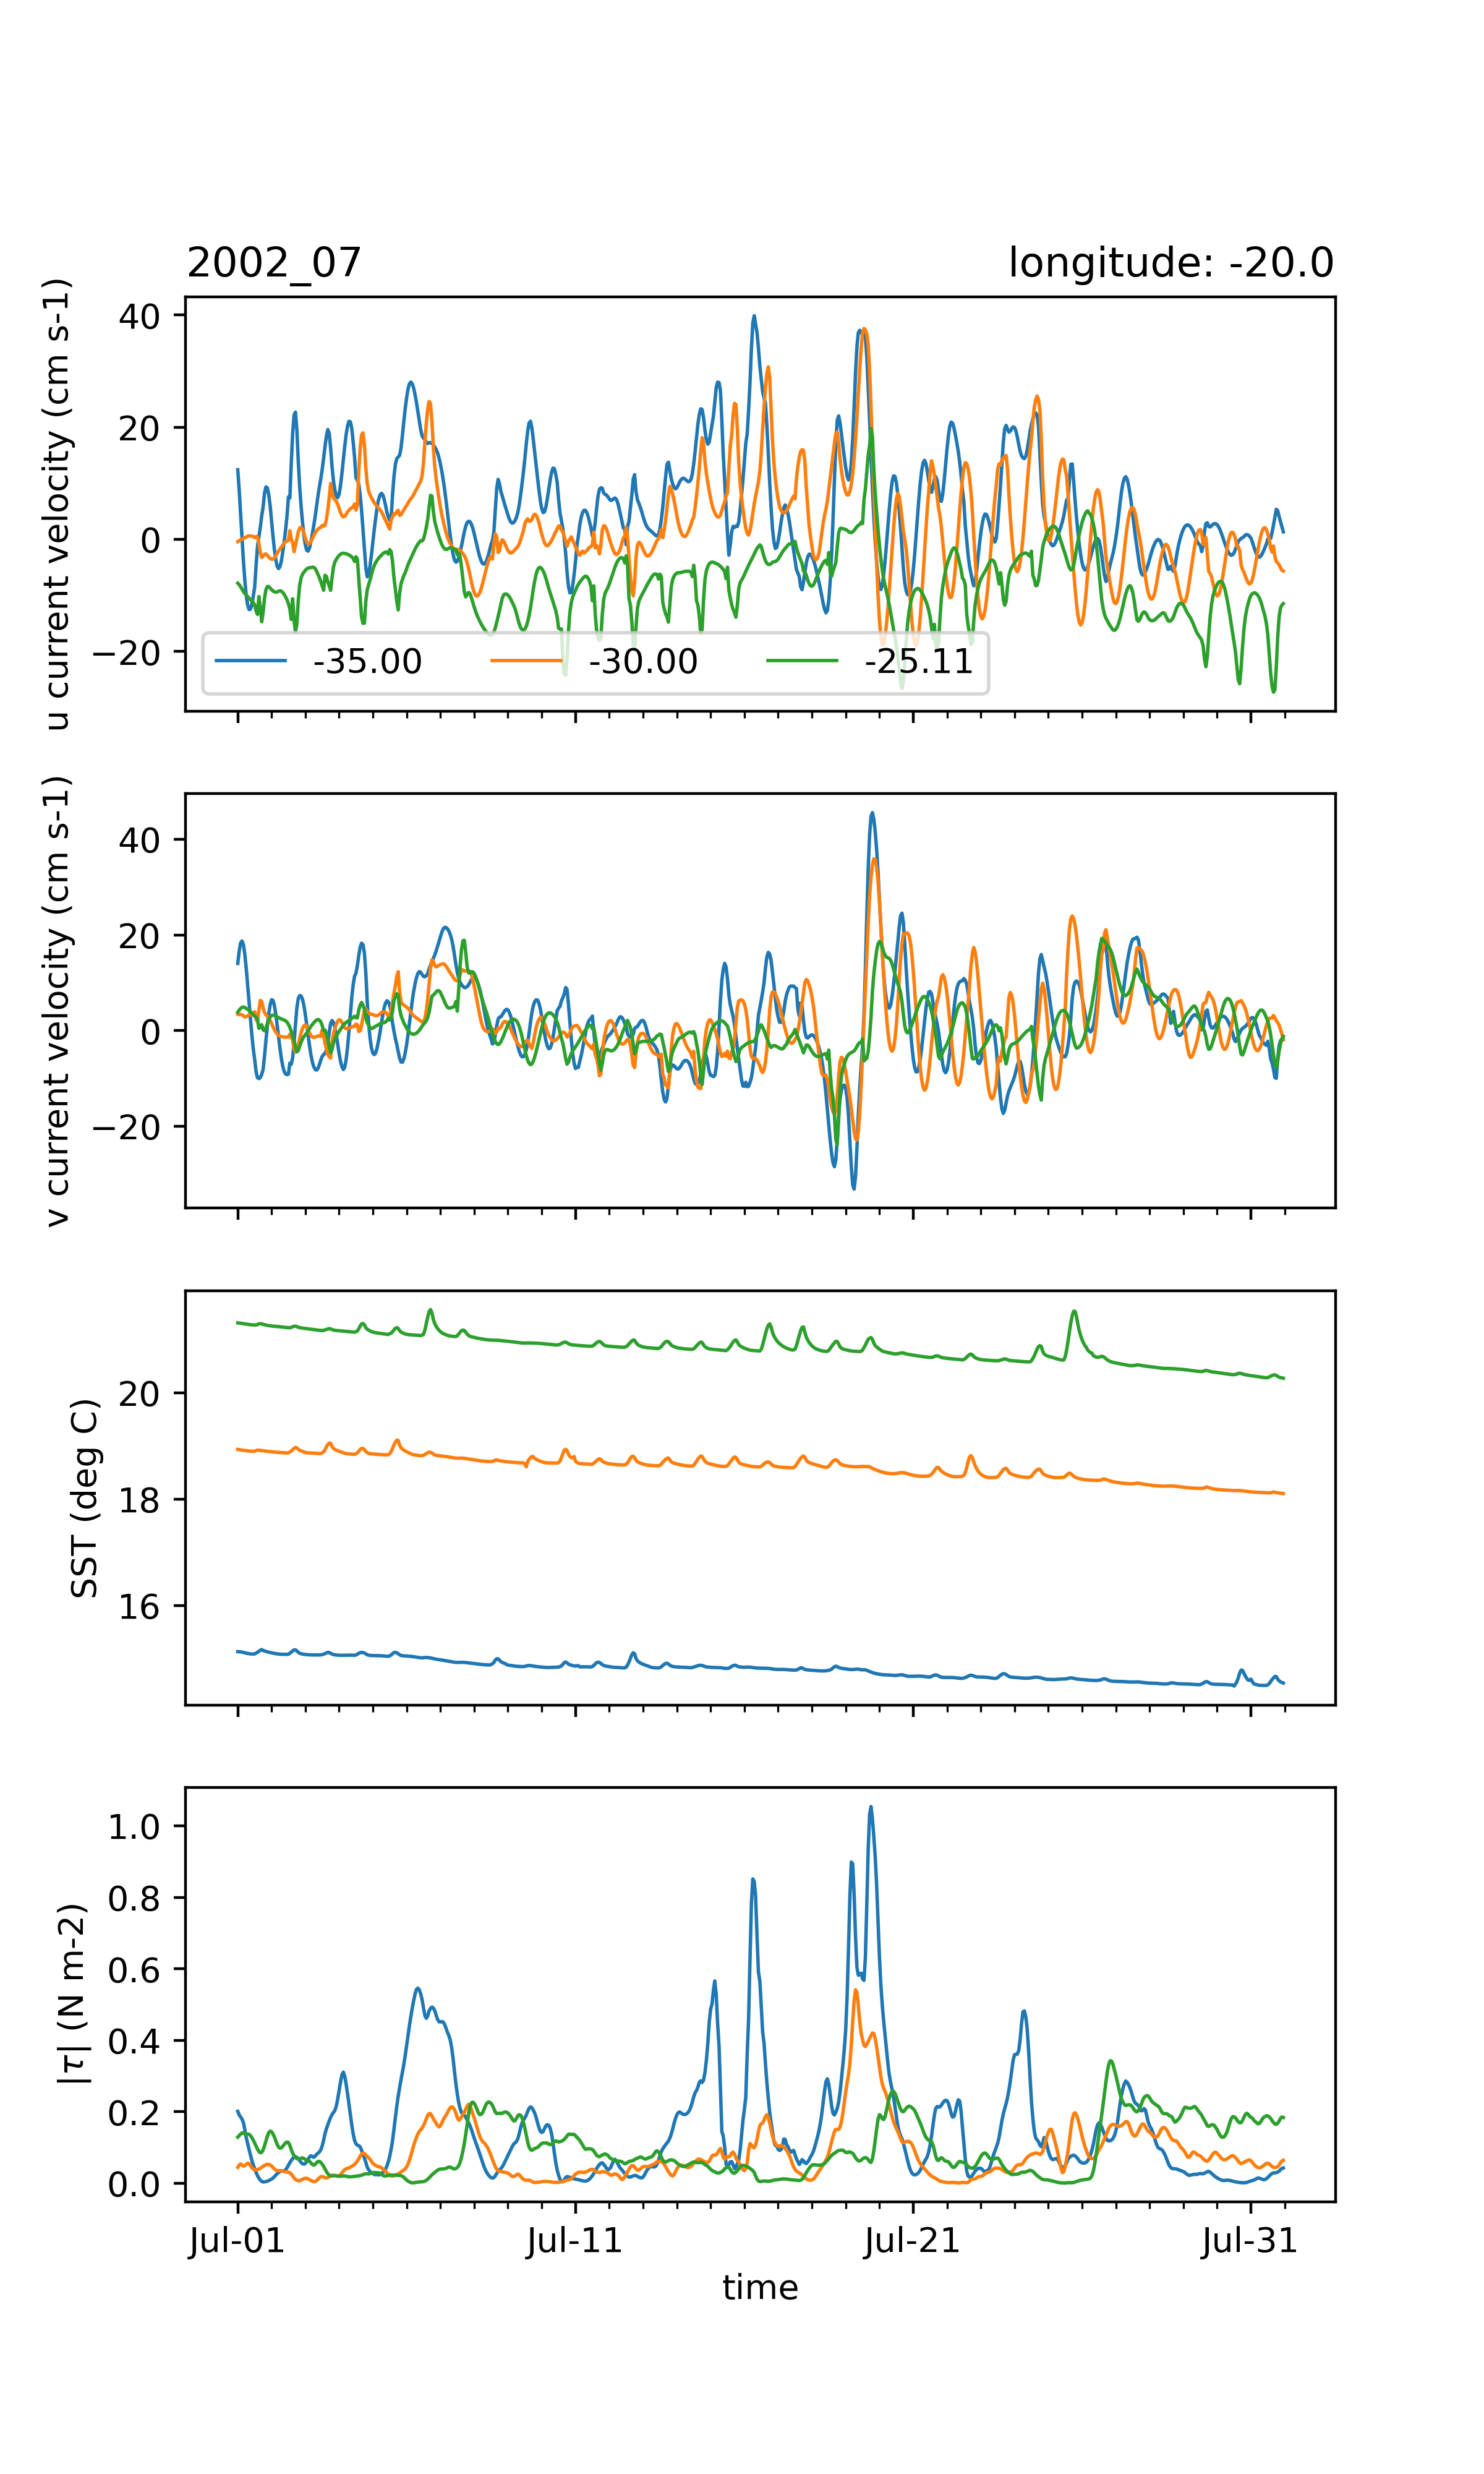 2002_07
longitude: -20.0
u current velocity (cm s-1)
40
20
0
−20
-35.00
-30.00
-25.11
v current velocity (cm s-1)
40
20
0
−20
SST (deg C)
20
18
16
|τ| (N m-2)
1.0
0.8
0.6
0.4
0.2
0.0
Jul-01
Jul-11
Jul-21
Jul-31
time